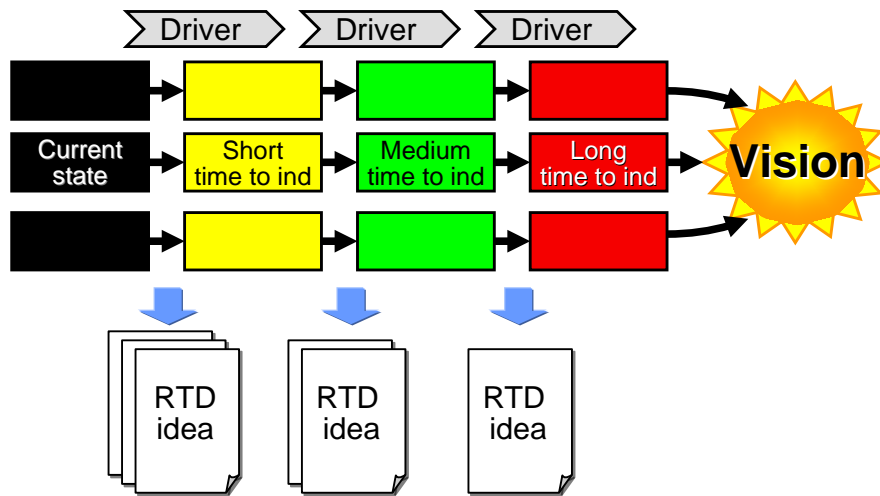 Driver
Driver
Driver
Current
state
Short
time to ind
Medium
time to ind
Long
time to ind
Vision
RTD
idea
RTD
idea
RTD
idea